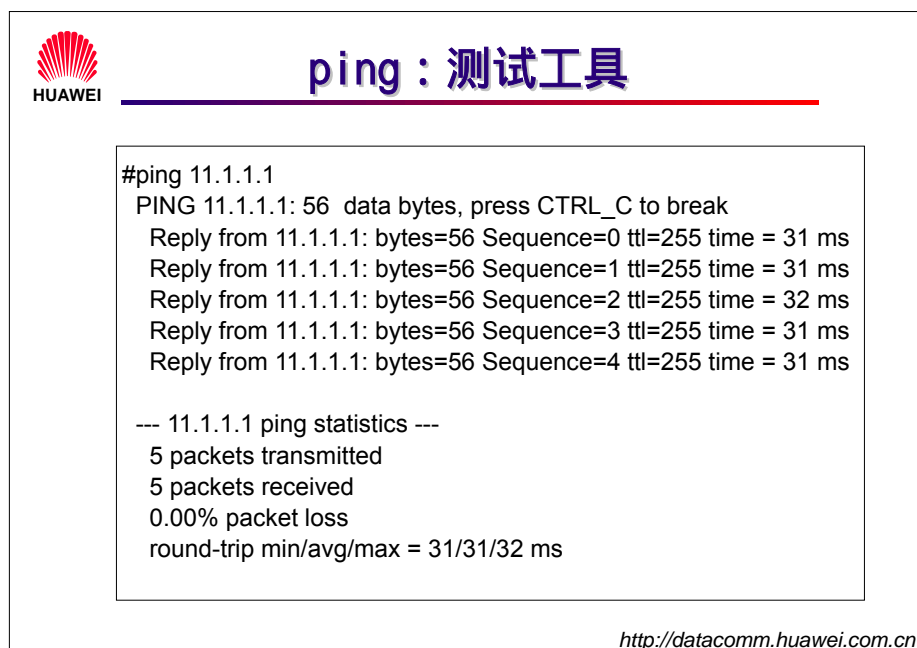 HUAWEI
ping：测试工具
#ping 11.1.1.1
PING 11.1.1.1: 56  data bytes, press CTRL_C to break
Reply from 11.1.1.1: bytes=56 Sequence=0 ttl=255 time = 31 ms
Reply from 11.1.1.1: bytes=56 Sequence=1 ttl=255 time = 31 ms
Reply from 11.1.1.1: bytes=56 Sequence=2 ttl=255 time = 32 ms
Reply from 11.1.1.1: bytes=56 Sequence=3 ttl=255 time = 31 ms
Reply from 11.1.1.1: bytes=56 Sequence=4 ttl=255 time = 31 ms
--- 11.1.1.1 ping statistics ---
5 packets transmitted
5 packets received
0.00% packet loss
round-trip min/avg/max = 31/31/32 ms
http://datacomm.huawei.com.cn